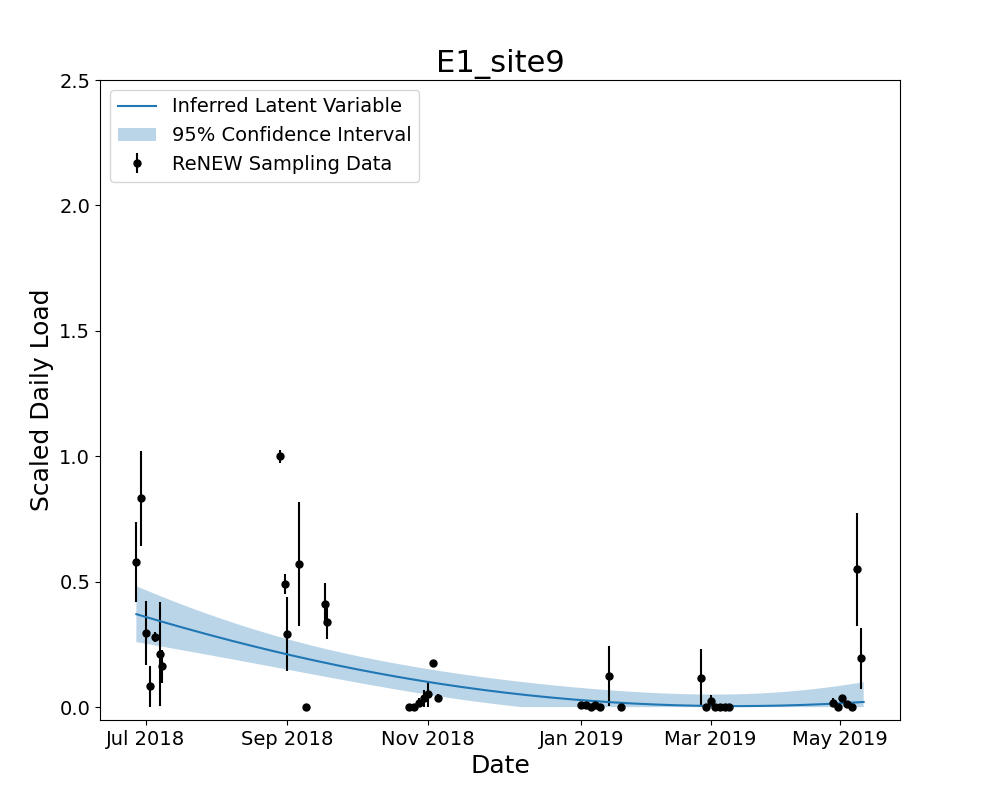 E1_site9
Inferred Latent Variable
95% Confidence Interval
ReNEW Sampling Data
Scaled Daily Load
2.5
2.0
1.5
1.0
0.5
0.0
Jul 2018 Sep 2018 Nov 2018 Jan 2019 Mar 2019 May 2019
Date